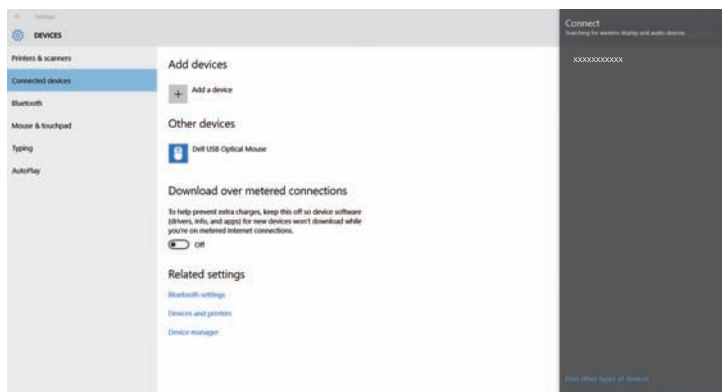 Settings
DEVICES
Printers & scanners
Connected devices
Bluetooth
Mouse & touchpad
Typing
AutoPlay
Add devices
Add a device
Other devices
Dell USB Optical Mouse
Download over metered connections
To help prevent extra charges, keep this off so device software
(drivers, info, and apps) for new devices won't download while
you're on metered Internet connections.
Off
Related settings
Bluetooth settings
Devices and printers
Device manager
Connect
Searching for wireless display and audio devices
xxxxxxxxxxx
Find other types of devices